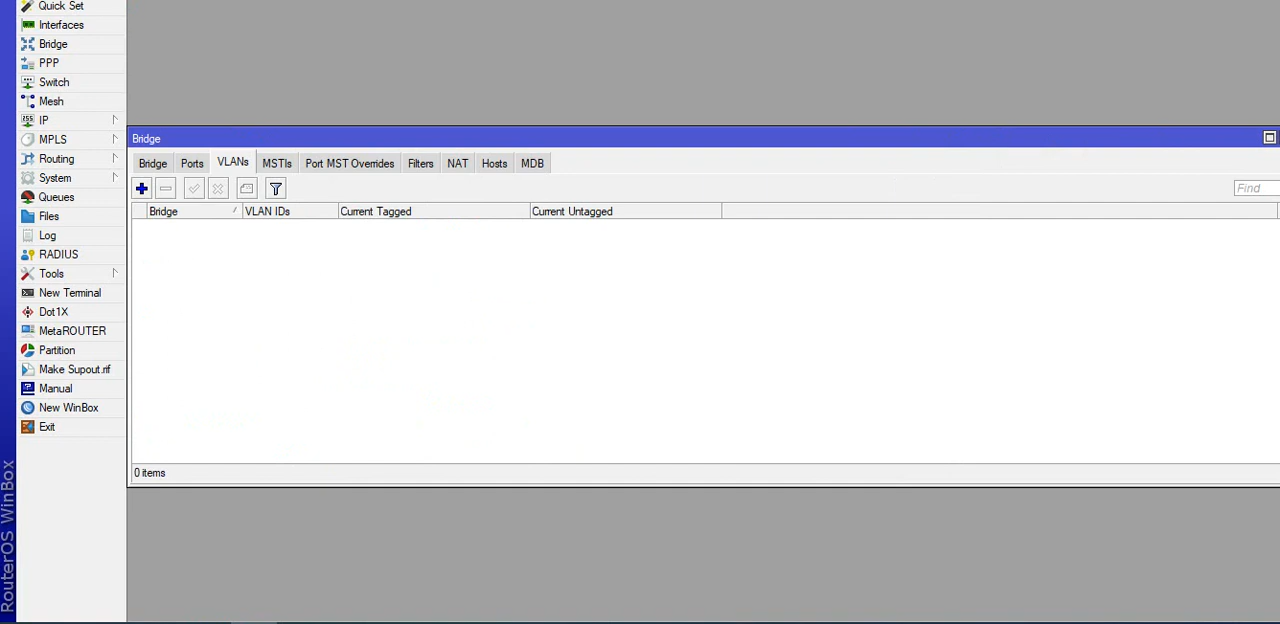 Quick Set
Interfaces
Bridge
PPP
Switch
Mesh
IP
MPLS
Routing
System
Queues
Files
Log
RADIUS
Tools
New Terminal
Dot1X
MetaROUTER
Partition
Make Supout.rif
Manual
New WinBox
Exit
RouterOS WinBox
Bridge
Bridge Ports VLANs MSTIs Port MST Overrides Filters NAT Hosts MDB
Find
Bridge VLAN IDs Current Tagged Current Untagged
0 items